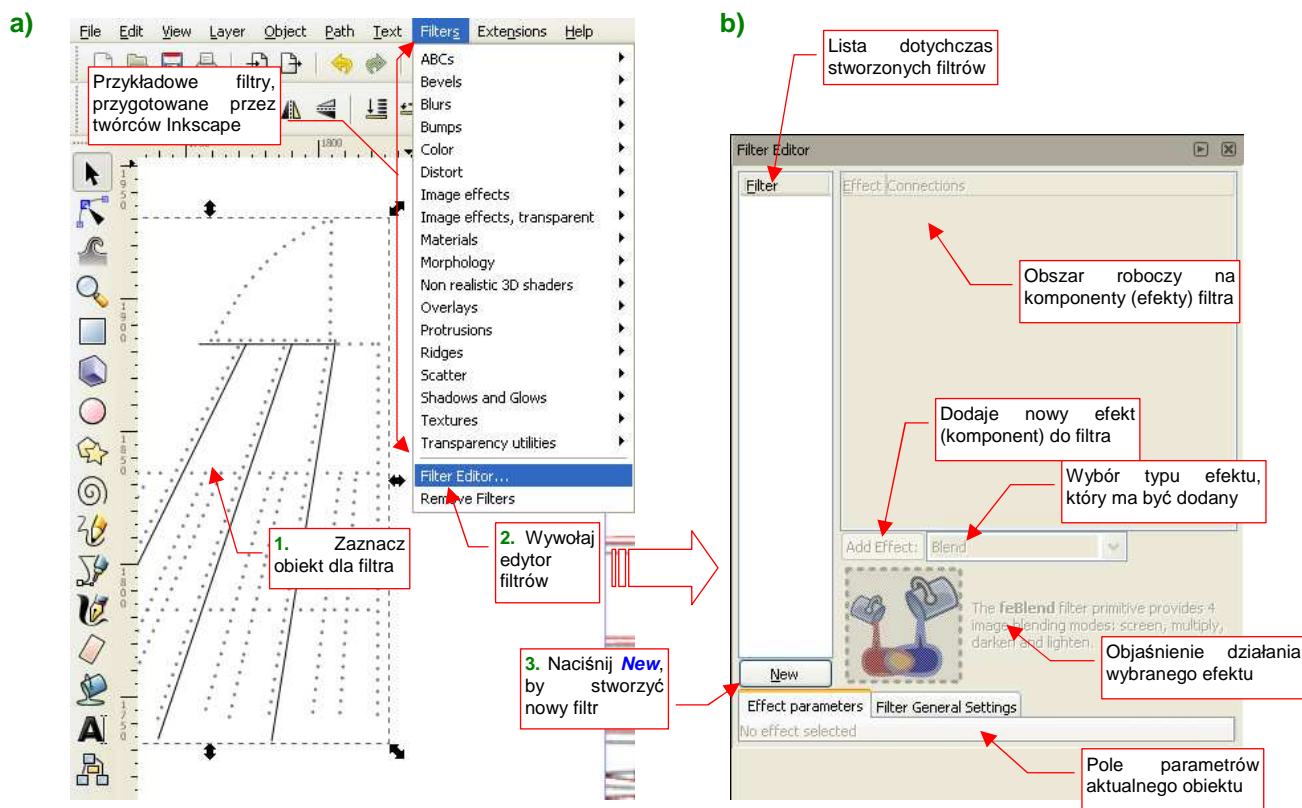 a)
File Edit View Layer Object Path Text Filters Extensions Help
Przykładowe filtry,
przygotowane przez
twórców Inkscape
ABCs
Bevels
Blurs
Bumps
Color
Distort
Image effects
Image effects, transparent
Materials
Morphology
Non realistic 3D shaders
Overlays
Protrusions
Ridges
Scatter
Shadows and Glows
Textures
Transparency utilities
Filter Editor...
Remove Filters
1800
1950
1900
1850
1800
1750
1. Zaznacz
obiekt dla filtra
2. Wywołaj
edytor
filtrów
3. Naciśnij New,
by stworzyć
nowy filtr
b)
Lista dotychczas
stworzonych filtrów
Filter Editor
Filter
Effect Connections
Obszar roboczy na
komponenty (efekty) filtra
Dodaje nowy efekt
(komponent) do filtra
Wybór typu efektu,
który ma być dodany
Add Effect: Blend
The feBlend filter primitive provides 4
image blending modes: screen, multiply,
darken and lighten.
Objaśnienie działania
wybranego efektu
New
Effect parameters Filter General Settings
No effect selected
Pole parametrów
aktualnego obiektu